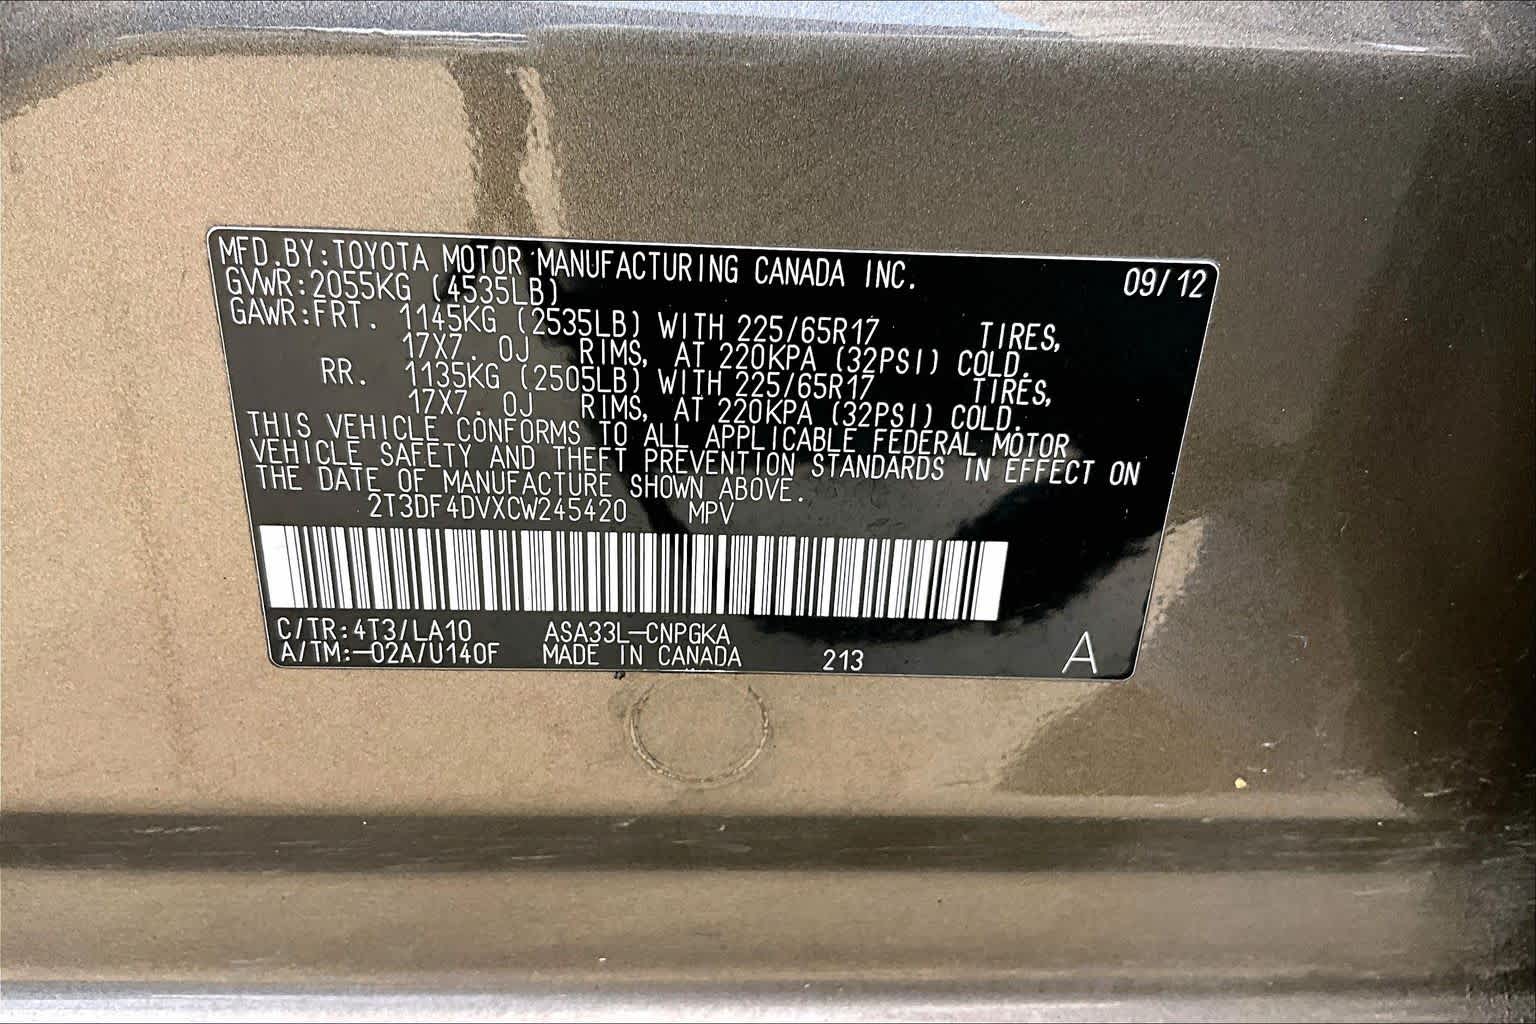 MFD.BY:TOYOTA MOTOR MANUFACTURING CANADA INC. 09/12
GVWR:2055KG (4535LB)
GAWR:FRT. 1145KG (2535LB) WITH 225/65R17 TIRES,
17X7.0J RIMS, AT 220KPA (32PSI) COLD.
RR. 1135KG (2505LB) WITH 225/65R17 TIRES,
17X7.0J RIMS, AT 220KPA (32PSI) COLD.
THIS VEHICLE CONFORMS TO ALL APPLICABLE FEDERAL MOTOR
VEHICLE SAFETY AND THEFT PREVENTION STANDARDS IN EFFECT ON
THE DATE OF MANUFACTURE SHOWN ABOVE.
2T3DF4DVXCW245420 MPV
C/TR:4T3/LA10 ASA33L-CNPGKA
A/TM:-02A/U140F MADE IN CANADA 213 A